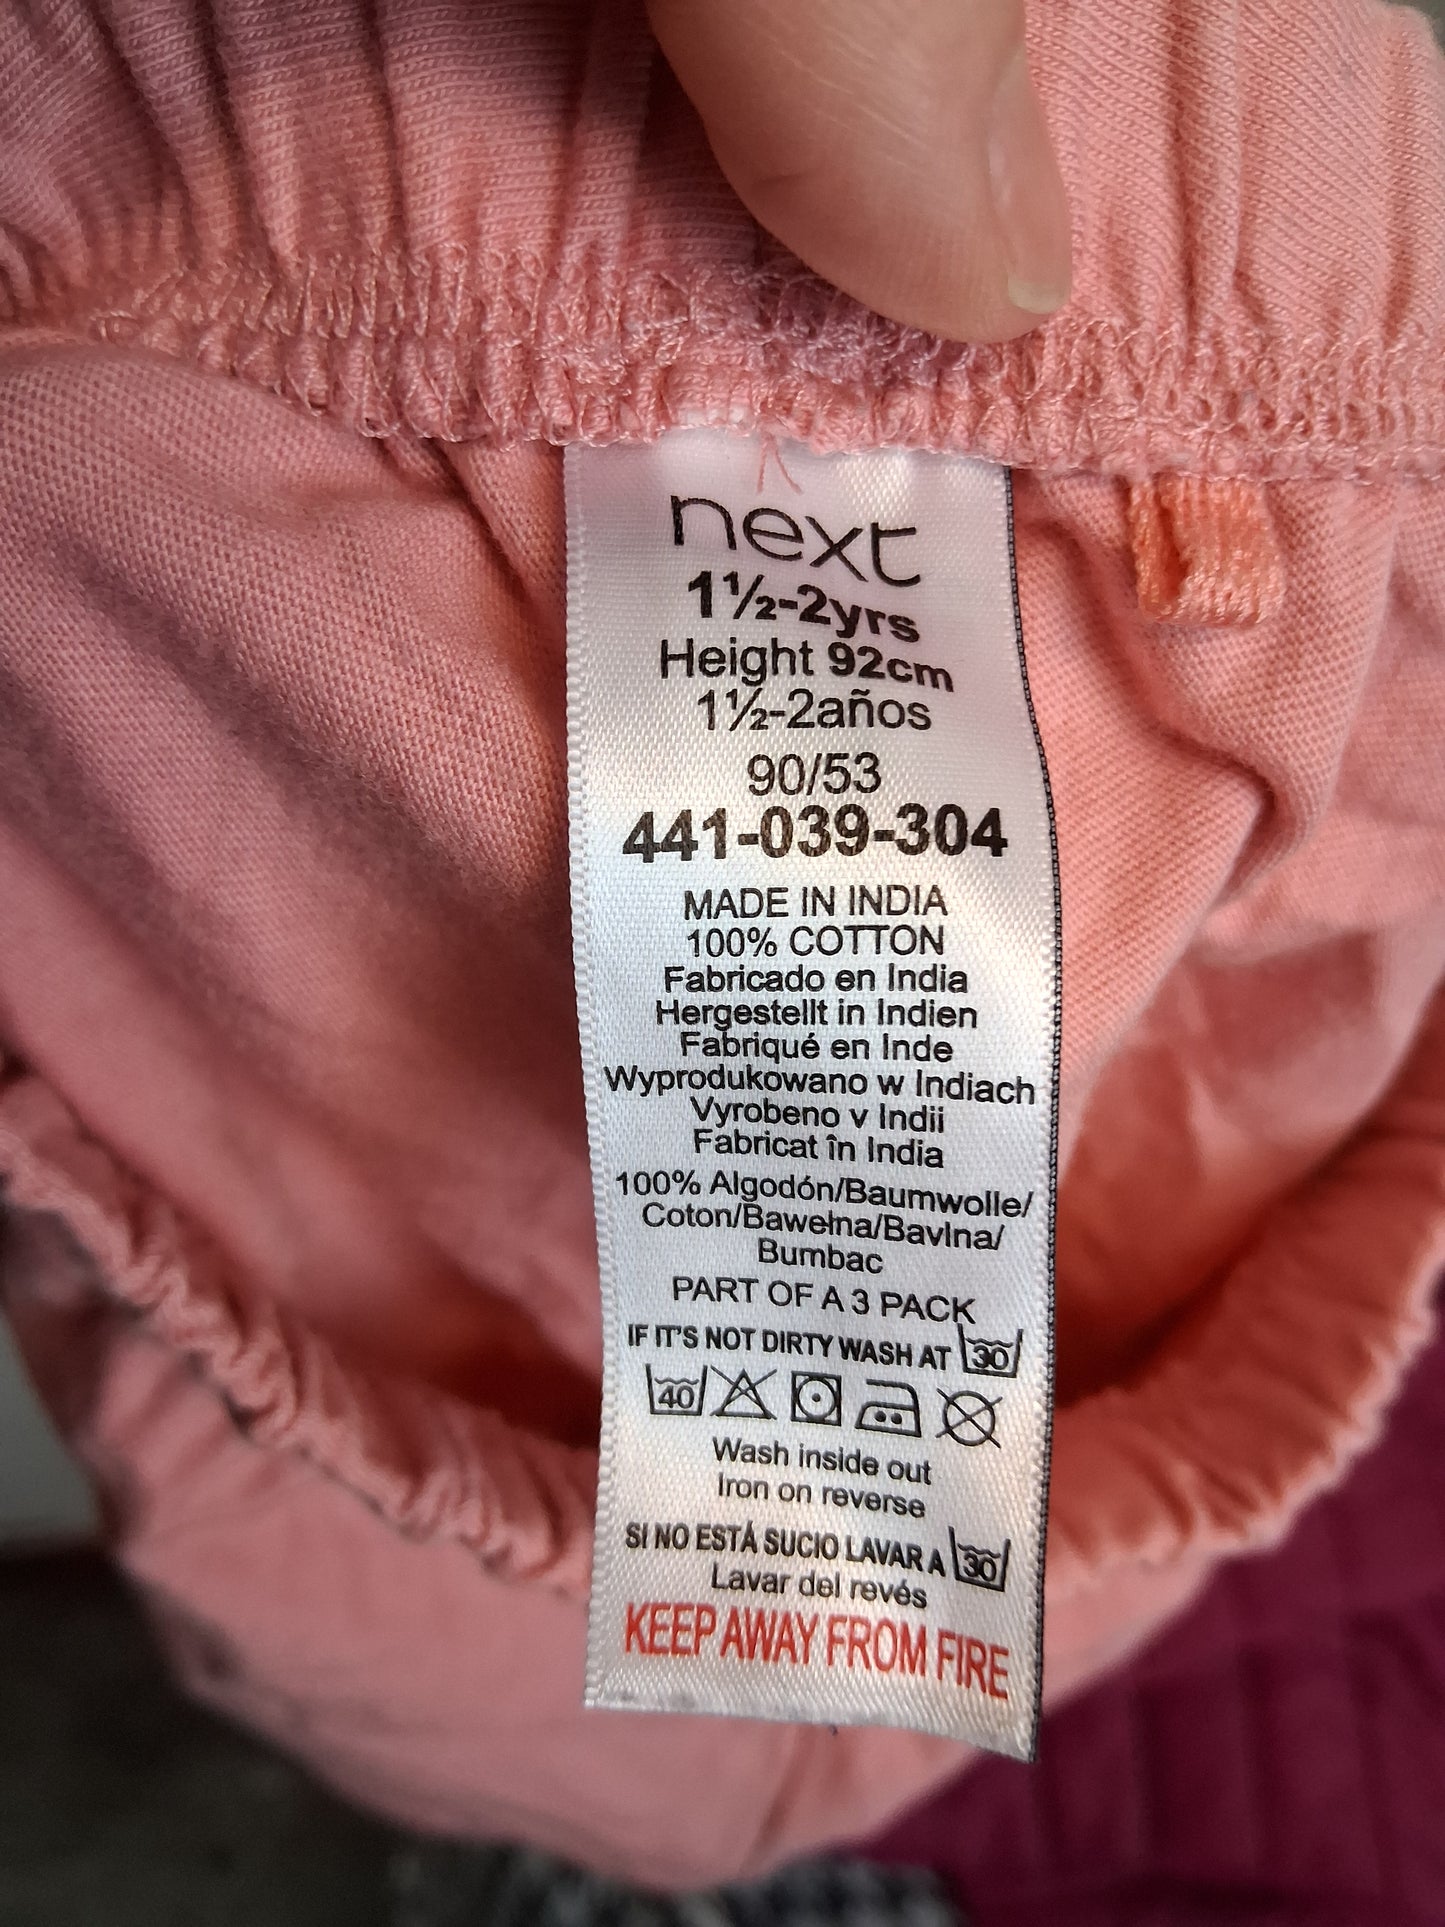 next
1½-2yrs
Height 92cm
1½-2años
90/53
441-039-304
MADE IN INDIA
100% COTTON
Fabricado en India
Hergestellt in Indien
Fabriqué en Inde
Wyprodukowano w Indiach
Vyrobeno v Indii
Fabricat în India
100% Algodón/Baumwolle/
Coton/Bawełna/Bavlna/
Bumbac
PART OF A 3 PACK
IF IT'S NOT DIRTY WASH AT 30
40
Wash inside out
Iron on reverse
SI NO ESTÁ SUCIO LAVAR A 30
Lavar del revés
KEEP AWAY FROM FIRE